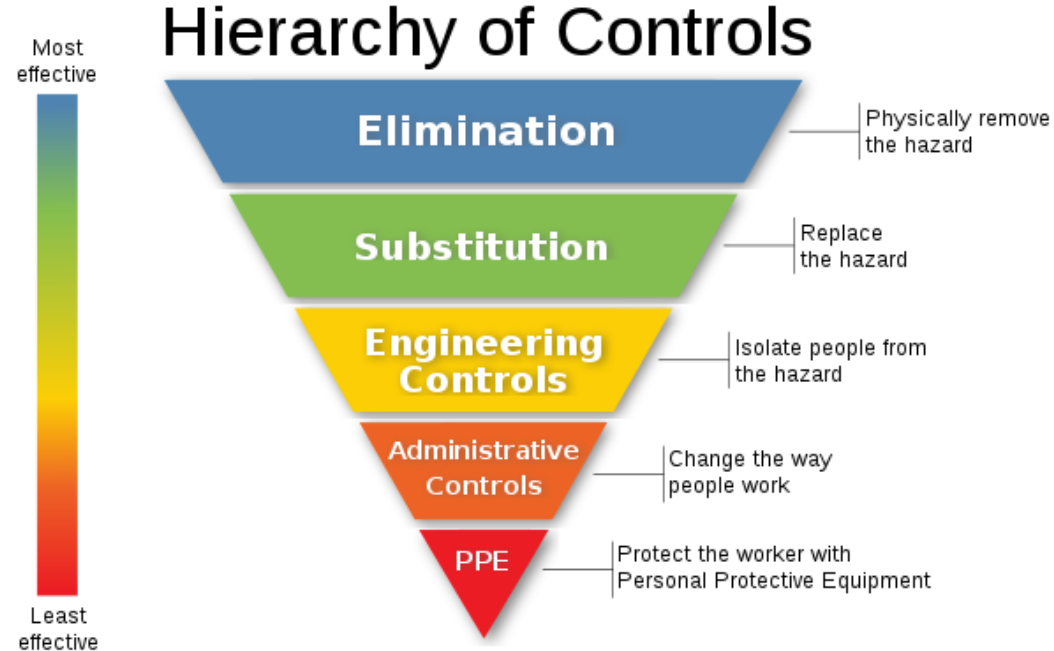 Hierarchy of Controls
Most
effective
Elimination
Physically remove
the hazard
Substitution
Replace
the hazard
Engineering
Controls
Isolate people from
the hazard
Administrative
Controls
Change the way
people work
PPE
Protect the worker with
Personal Protective Equipment
Least
effective